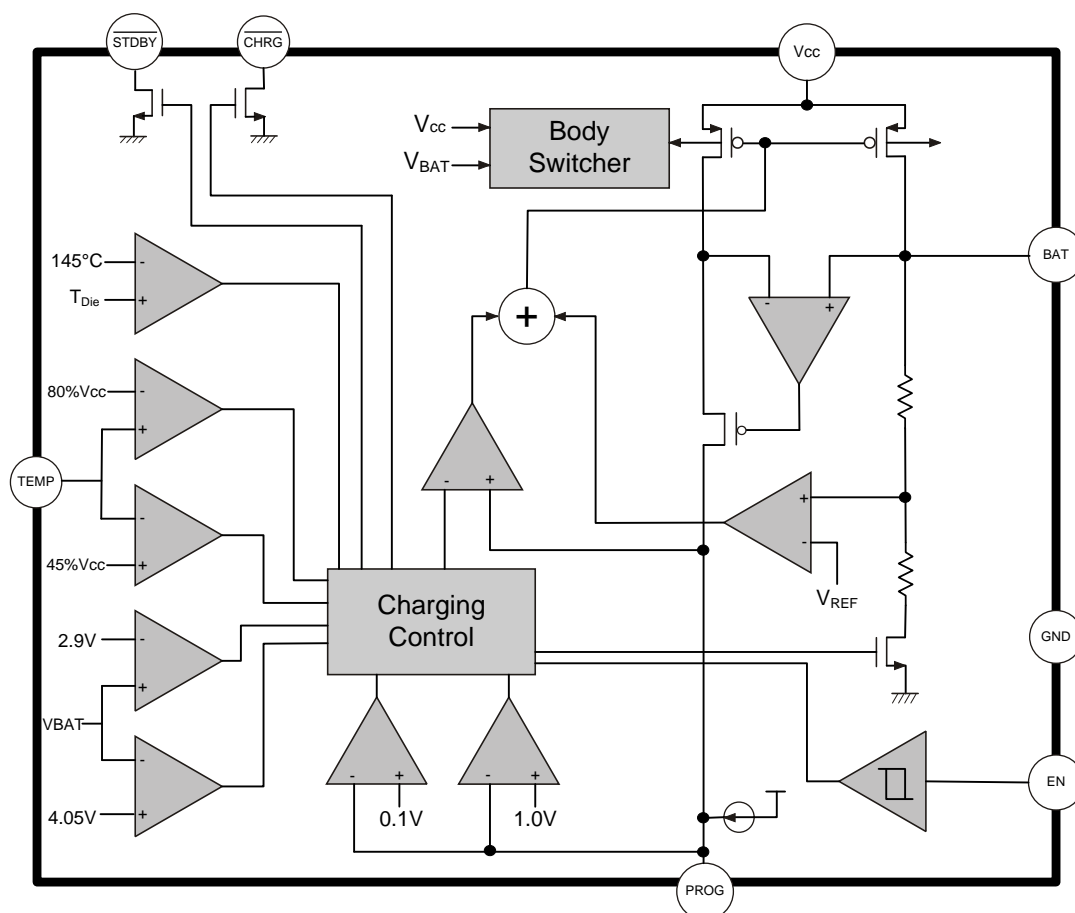 STDBY
CHRG
Vcc
Vcc
VBAT
Body
Switcher
145°C
-
TDie
+
BAT
-
+
+
80%Vcc
-
+
TEMP
-
45%Vcc
+
-
+
+
-
VREF
Charging
Control
2.9V
-
+
VBAT
-
4.05V
+
GND
-
+
-
+
0.1V
1.0V
EN
PROG